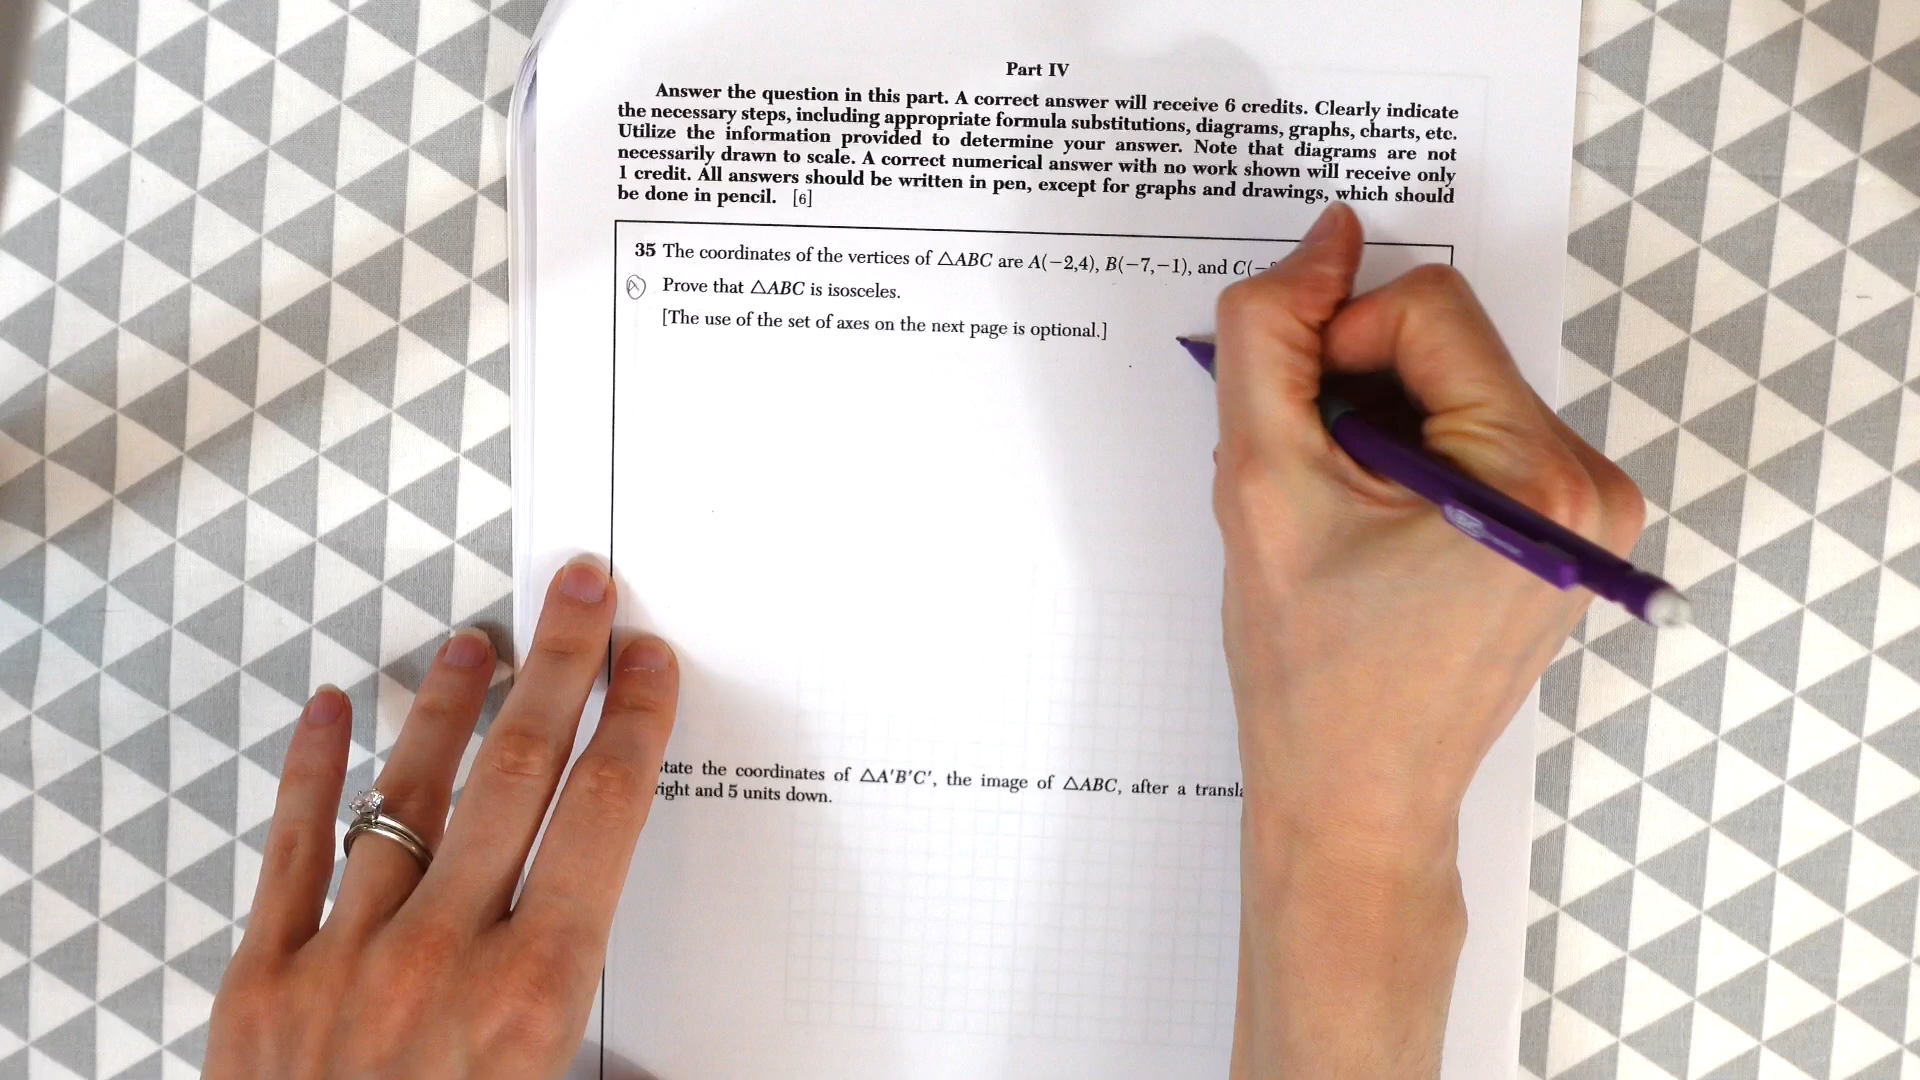 Part IV
Answer the question in this part. A correct answer will receive 6 credits. Clearly indicate
the necessary steps, including appropriate formula substitutions, diagrams, graphs, charts, etc.
Utilize the information provided to determine your answer. Note that diagrams are not
necessarily drawn to scale. A correct numerical answer with no work shown will receive only
1 credit. All answers should be written in pen, except for graphs and drawings, which should
be done in pencil. [6]
35 The coordinates of the vertices of △ABC are A(−2,4), B(−7,−1), and C(−
Prove that △ABC is isosceles.
[The use of the set of axes on the next page is optional.]
tate the coordinates of △A′B′C′, the image of △ABC, after a transl
right and 5 units down.